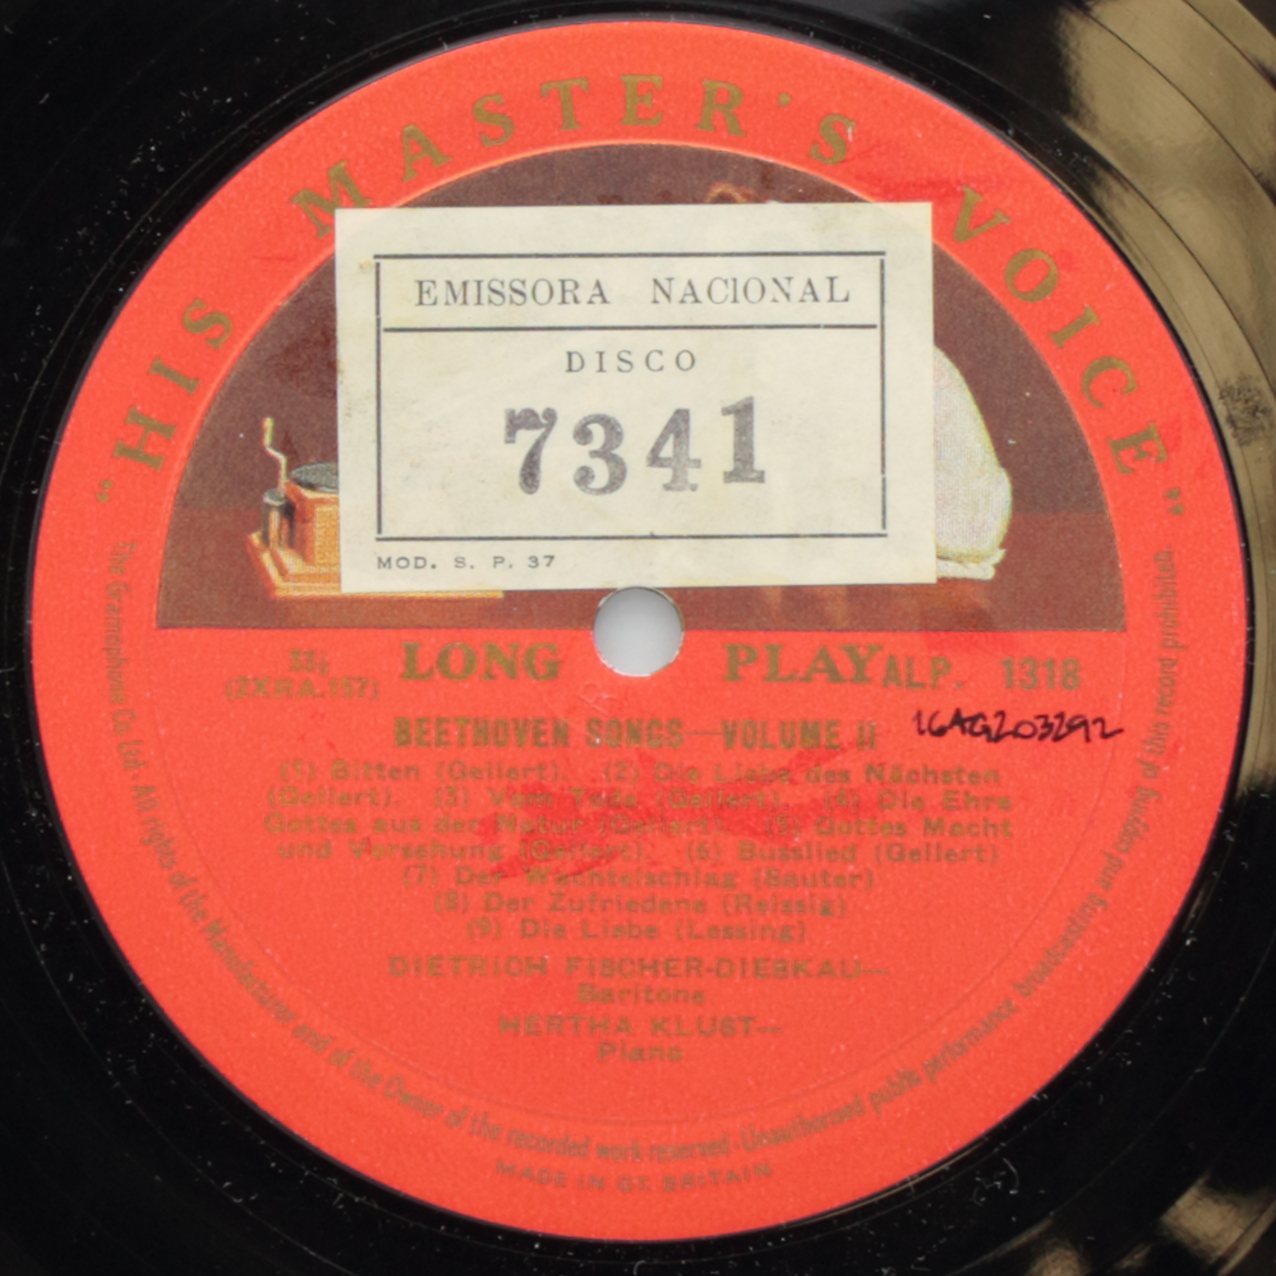 "HIS MASTER'S VOICE"
EMISSORA NACIONAL
DISCO
7341
MOD. S. P. 37
33⅓
LONG PLAY ALP. 1318
(2XRA.157)
BEETHOVEN SONGS—VOLUME II
16AG203292
(1) Bitten (Gellert). (2) Die Liebe des Nächsten
(Gellert). (3) Vom Tode (Gellert). (4) Die Ehre
Gottes aus der Natur (Gellert). (5) Gottes Macht
und Vorsehung (Gellert). (6) Busslied (Gellert)
(7) Der Wachtelschlag (Sauter)
(8) Der Zufriedene (Reissig)
(9) Die Liebe (Lessing)
DIETRICH FISCHER-DIESKAU—
Baritone
HERTHA KLUST—
Piano
The Gramophone Co. Ltd · All rights of the Manufacturer and of the Owner of the recorded work reserved · Unauthorised public performance broadcasting and copying of this record prohibited.
MADE IN GT. BRITAIN